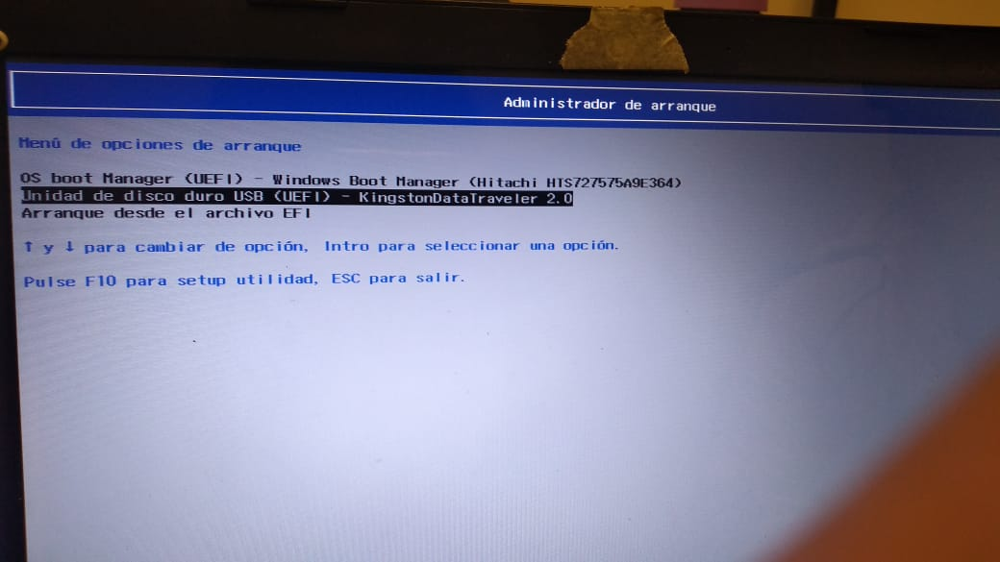 Administrador de arranque
Menú de opciones de arranque
OS boot Manager (UEFI) - Windows Boot Manager (Hitachi HTS727575A9E364)
Unidad de disco duro USB (UEFI) - KingstonDataTraveler 2.0
Arranque desde el archivo EFI
↑ y ↓ para cambiar de opción, Intro para seleccionar una opción.
Pulse F10 para setup utilidad, ESC para salir.